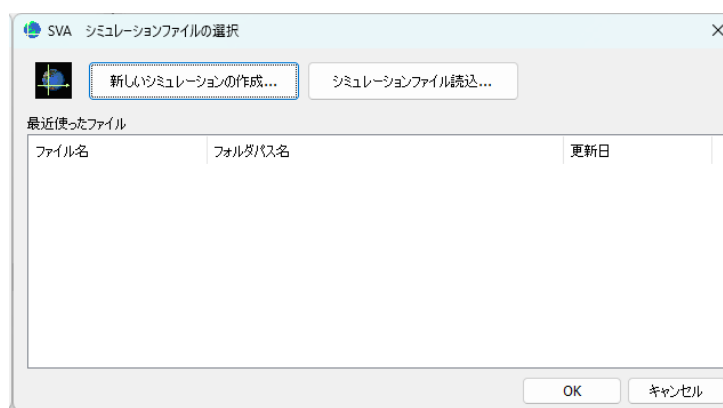 SVA シミュレーションファイルの選択
新しいシミュレーションの作成...
シミュレーションファイル読込...
最近使ったファイル
ファイル名 フォルダパス名 更新日
OK キャンセル